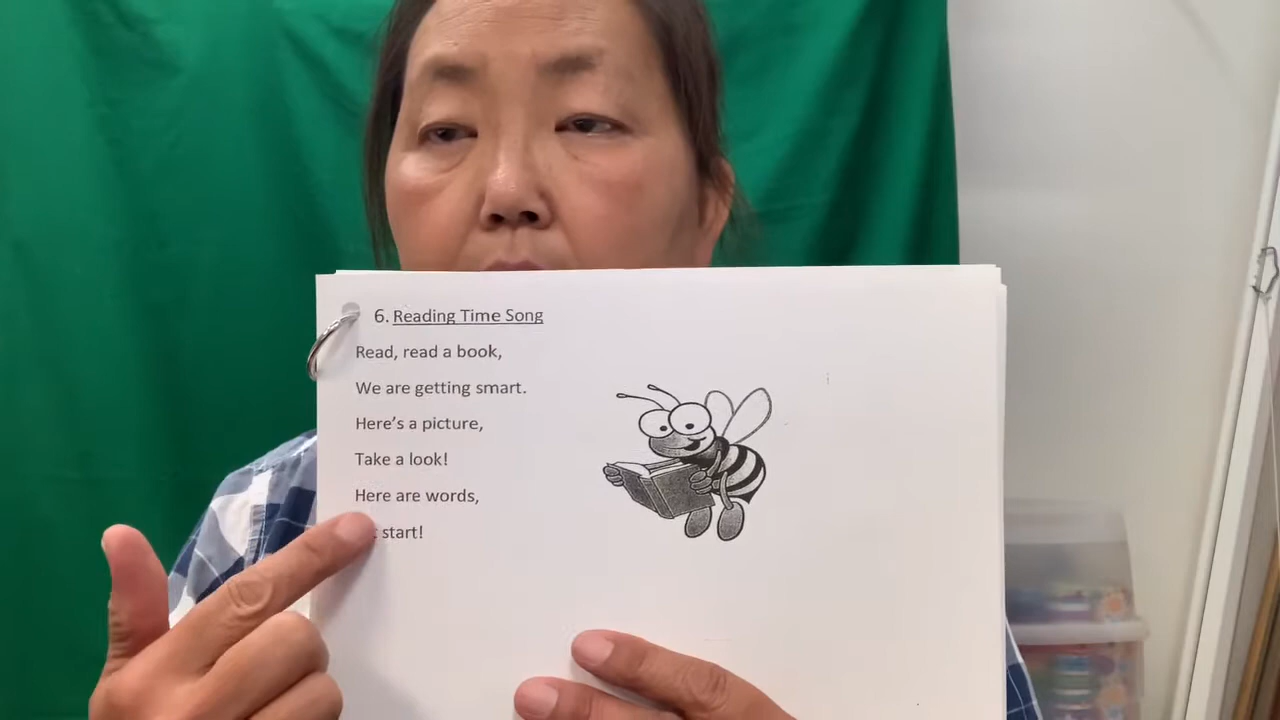 6. Reading Time Song
Read, read a book,
We are getting smart.
Here's a picture,
Take a look!
Here are words,
start!